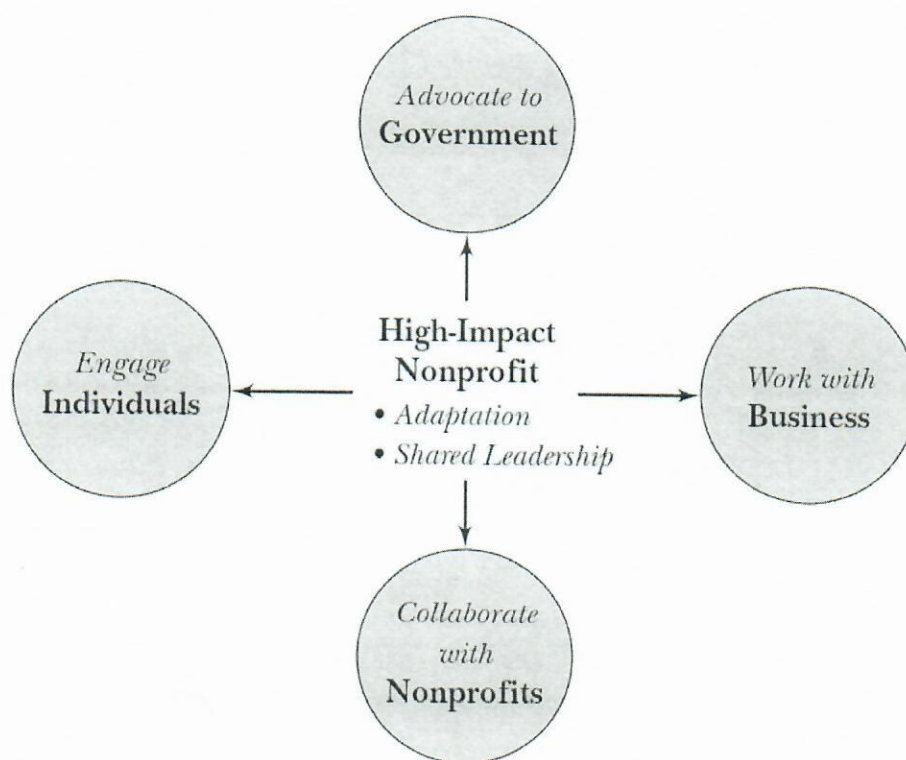 Advocate to
Government
High-Impact
Nonprofit
• Adaptation
• Shared Leadership
Engage
Individuals
Work with
Business
Collaborate
with
Nonprofits